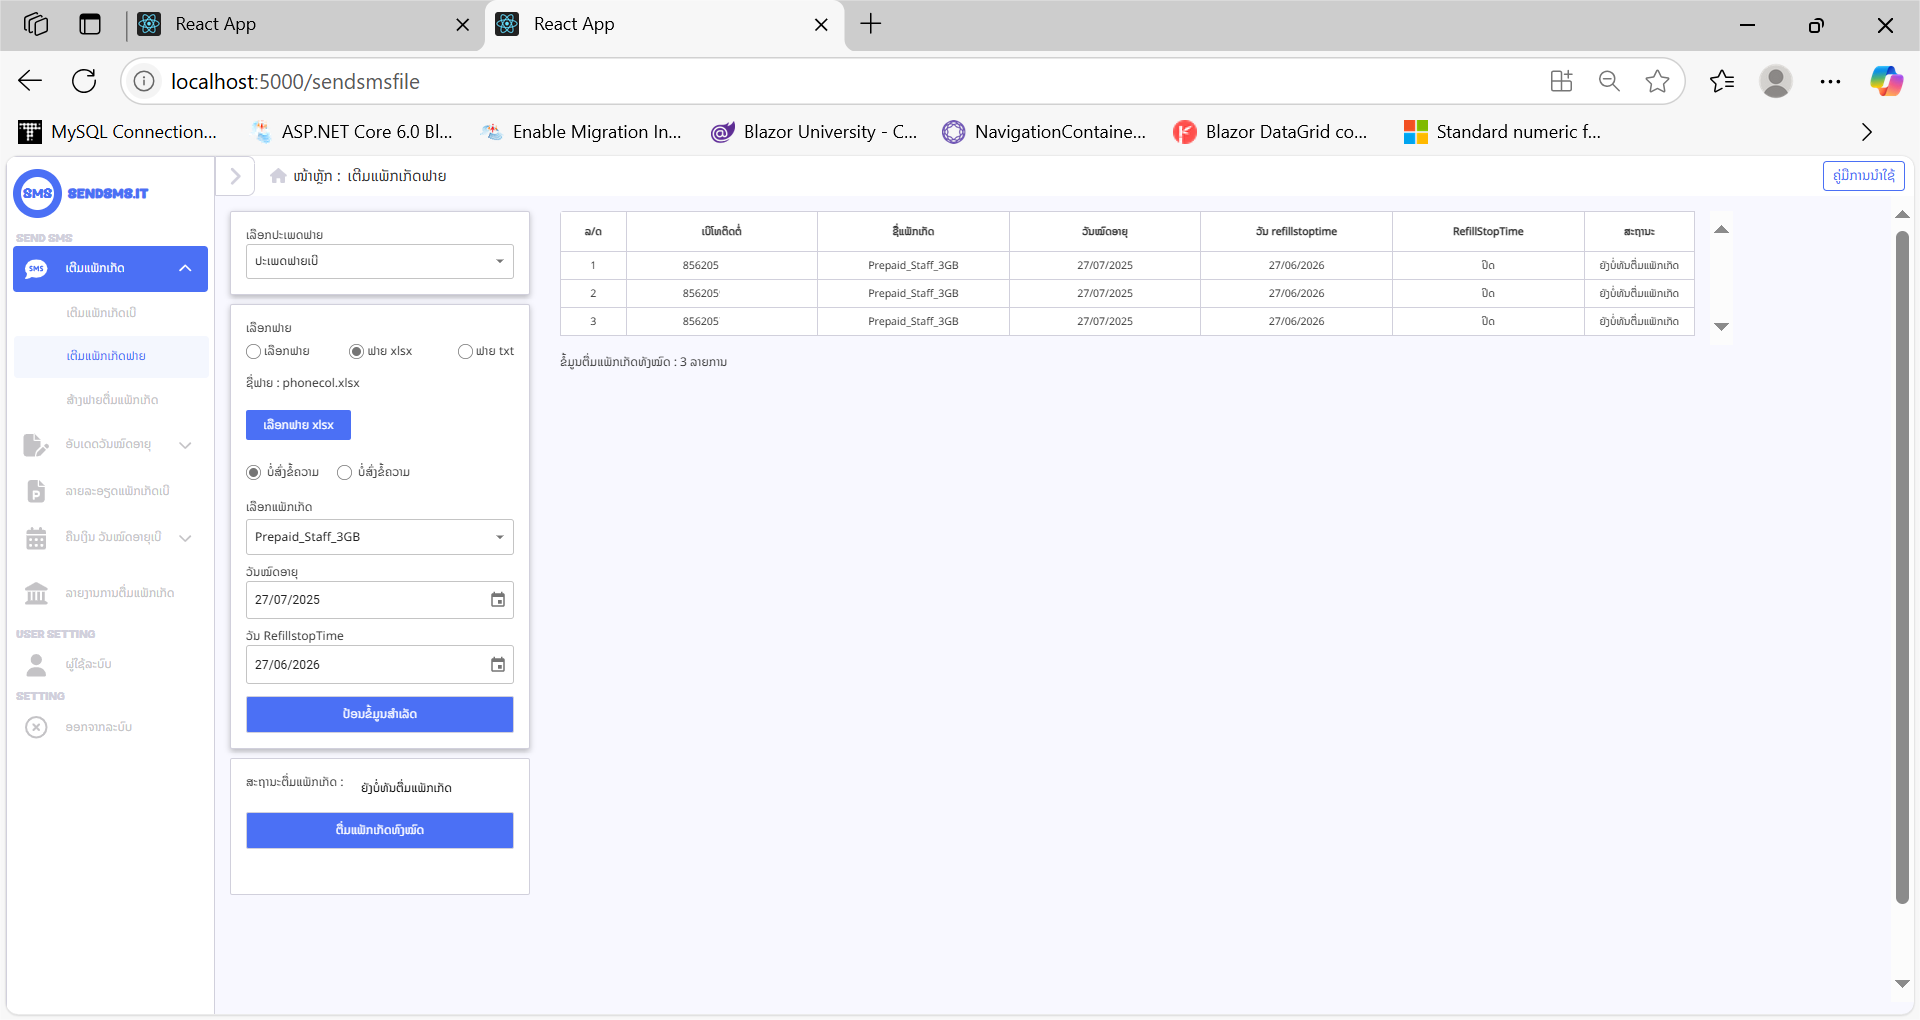 React App
React App
localhost:5000/sendsmsfile
MySQL Connection...
ASP.NET Core 6.0 Bl...
Enable Migration In...
Blazor University - C...
NavigationContaine...
Blazor DataGrid co...
Standard numeric f...
SMS SENDSMS.IT
ໜ້າຫຼັກ : ເຕີມແພັກເກັດຟາຍ
ຄູ່ມືການນຳໃຊ້
SEND SMS
SMS ເຕີມແພັກເກັດ
ເຕີມແພັກເກັດເບີ
ເຕີມແພັກເກັດຟາຍ
ສ້າງຟາຍຕື່ມແພັກເກັດ
ອັບເດດວັນໝົດອາຍຸ
ລາຍລະອຽດແພັກເກັດເບີ
ຄືນເງິນ ວັນໝົດອາຍຸເບີ
ລາຍງານການຕື່ມແພັກເກັດ
USER SETTING
ຜູ້ໃຊ້ລະບົບ
SETTING
ອອກຈາກລະບົບ
ເລືອກປະເພດຟາຍ
ປະເພດຟາຍເບີ
ເລືອກຟາຍ
ເລືອກຟາຍ ຟາຍ xlsx ຟາຍ txt
ຊື່ຟາຍ : phonecol.xlsx
ເລືອກຟາຍ xlsx
ບໍ່ສົ່ງຂໍ້ຄວາມ ບໍ່ສົ່ງຂໍ້ຄວາມ
ເລືອກແພັກເກັດ
Prepaid_Staff_3GB
ວັນໝົດອາຍຸ
27/07/2025
ວັນ RefillstopTime
27/06/2026
ປ້ອນຂໍ້ມູນສຳເລັດ
ສະຖານະຕື່ມແພັກເກັດ : ຍັງບໍ່ທັນຕື່ມແພັກເກັດ
ຕື່ມແພັກເກັດທັງໝົດ
ລ/ດ ເບີໂທຕິດຕໍ່ ຊື່ແພັກເກັດ ວັນໝົດອາຍຸ ວັນ refillstoptime RefillStopTime ສະຖານະ
1 856205 Prepaid_Staff_3GB 27/07/2025 27/06/2026 ປິດ ຍັງບໍ່ທັນຕື່ມແພັກເກັດ
2 856205 Prepaid_Staff_3GB 27/07/2025 27/06/2026 ປິດ ຍັງບໍ່ທັນຕື່ມແພັກເກັດ
3 856205 Prepaid_Staff_3GB 27/07/2025 27/06/2026 ປິດ ຍັງບໍ່ທັນຕື່ມແພັກເກັດ
ຂໍ້ມູນຕື່ມແພັກເກັດທັງໝົດ : 3 ລາຍການ